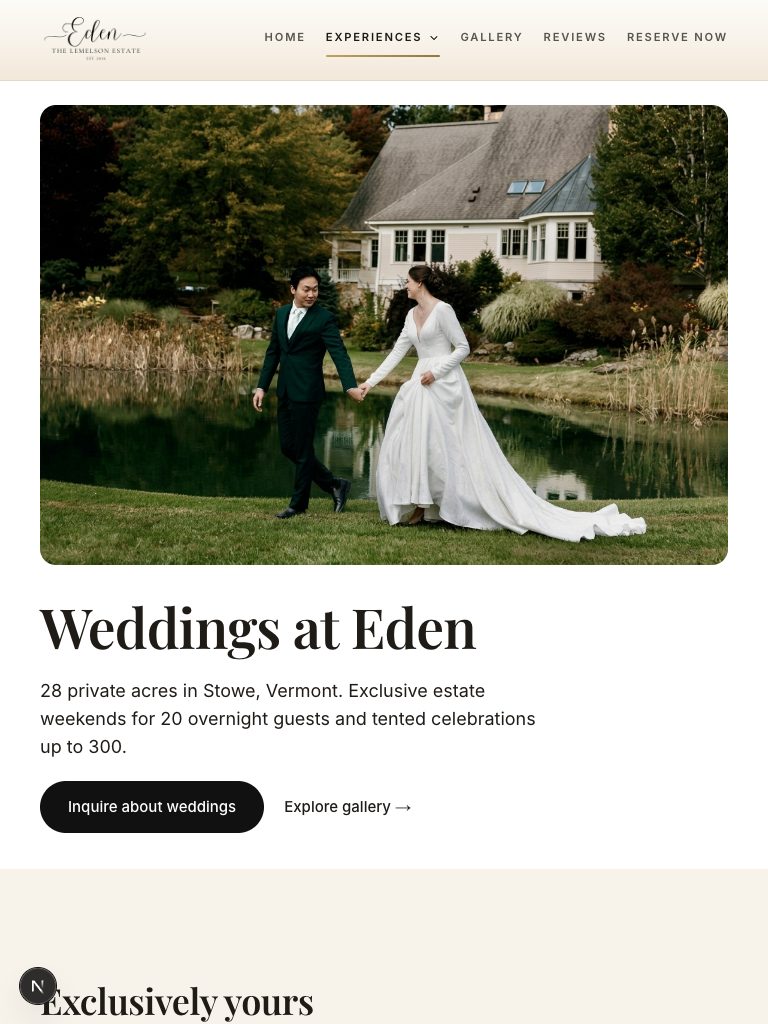 Eden
THE LEMELSON ESTATE
HOME EXPERIENCES GALLERY REVIEWS RESERVE NOW
Weddings at Eden
28 private acres in Stowe, Vermont. Exclusive estate
weekends for 20 overnight guests and tented celebrations
up to 300.
Inquire about weddings Explore gallery →
N
Exclusively yours